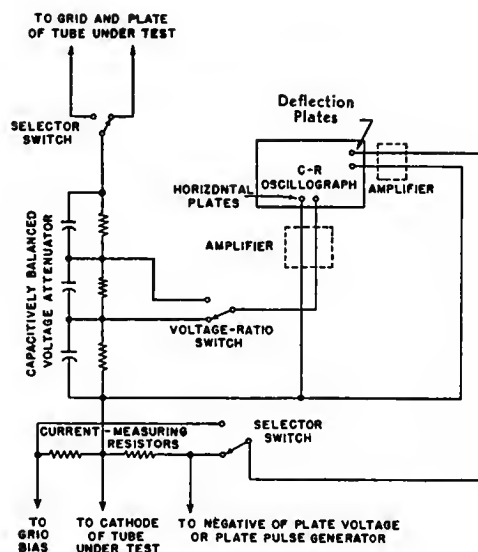 TO GRID AND PLATE
OF TUBE UNDER TEST
SELECTOR
SWITCH
Deflection
Plates
C-R
OSCILLOGRAPH
AMPLIFIER
HORIZONTAL
PLATES
AMPLIFIER
CAPACITIVELY BALANCED
VOLTAGE ATTENUATOR
VOLTAGE-RATIO
SWITCH
CURRENT-MEASURING
RESISTORS
SELECTOR
SWITCH
TO
GRID
BIAS
TO CATHODE
OF TUBE
UNDER TEST
TO NEGATIVE OF PLATE VOLTAGE
OR PLATE PULSE GENERATOR